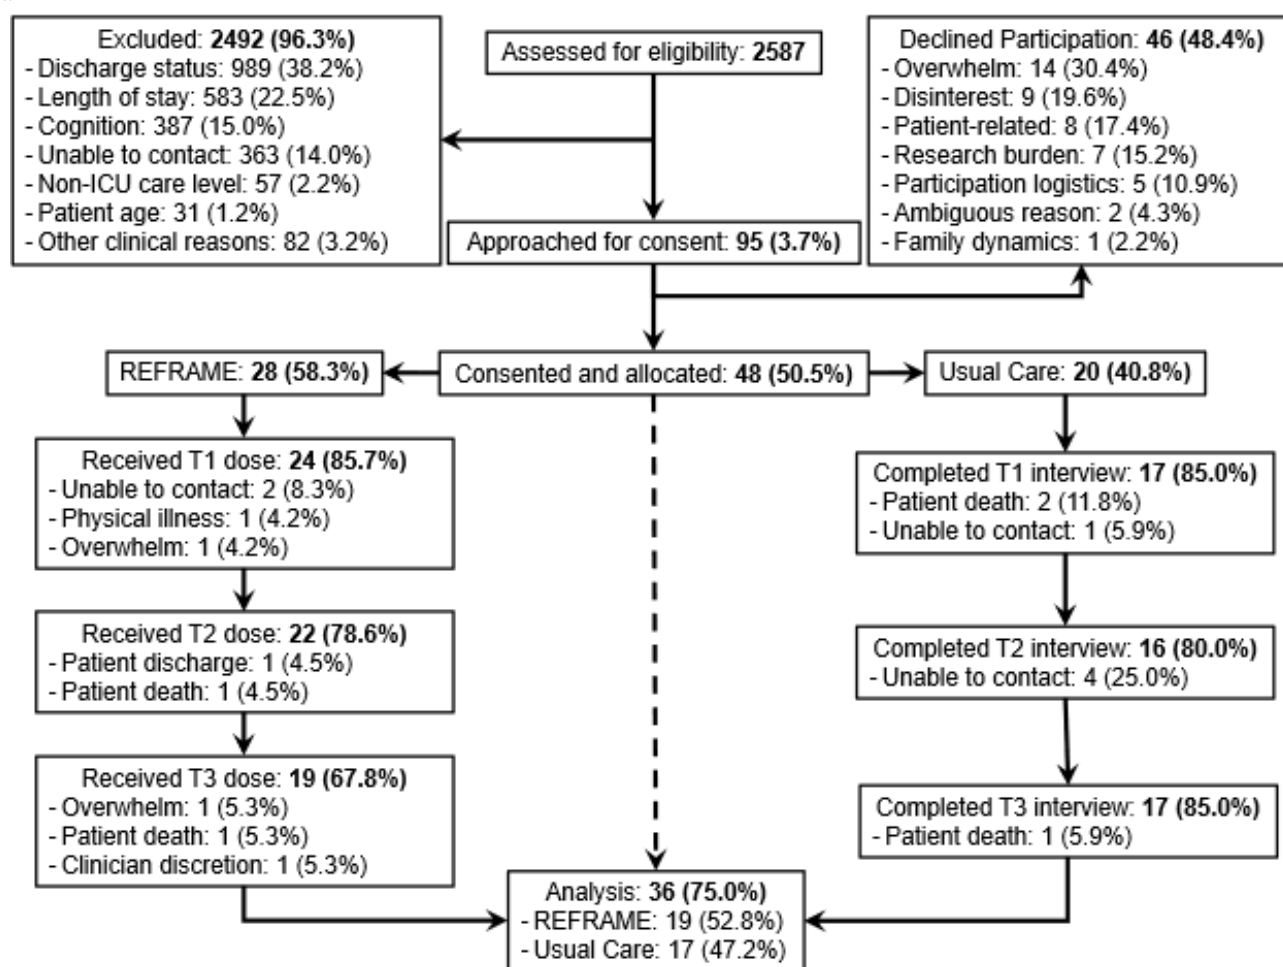 Excluded: 2492 (96.3%)
- Discharge status: 989 (38.2%)
- Length of stay: 583 (22.5%)
- Cognition: 387 (15.0%)
- Unable to contact: 363 (14.0%)
- Non-ICU care level: 57 (2.2%)
- Patient age: 31 (1.2%)
- Other clinical reasons: 82 (3.2%)
Assessed for eligibility: 2587
Declined Participation: 46 (48.4%)
- Overwhelm: 14 (30.4%)
- Disinterest: 9 (19.6%)
- Patient-related: 8 (17.4%)
- Research burden: 7 (15.2%)
- Participation logistics: 5 (10.9%)
- Ambiguous reason: 2 (4.3%)
- Family dynamics: 1 (2.2%)
Approached for consent: 95 (3.7%)
REFRAME: 28 (58.3%)
Consented and allocated: 48 (50.5%)
Usual Care: 20 (40.8%)
Received T1 dose: 24 (85.7%)
- Unable to contact: 2 (8.3%)
- Physical illness: 1 (4.2%)
- Overwhelm: 1 (4.2%)
Completed T1 interview: 17 (85.0%)
- Patient death: 2 (11.8%)
- Unable to contact: 1 (5.9%)
Received T2 dose: 22 (78.6%)
- Patient discharge: 1 (4.5%)
- Patient death: 1 (4.5%)
Completed T2 interview: 16 (80.0%)
- Unable to contact: 4 (25.0%)
Received T3 dose: 19 (67.8%)
- Overwhelm: 1 (5.3%)
- Patient death: 1 (5.3%)
- Clinician discretion: 1 (5.3%)
Completed T3 interview: 17 (85.0%)
- Patient death: 1 (5.9%)
Analysis: 36 (75.0%)
- REFRAME: 19 (52.8%)
- Usual Care: 17 (47.2%)